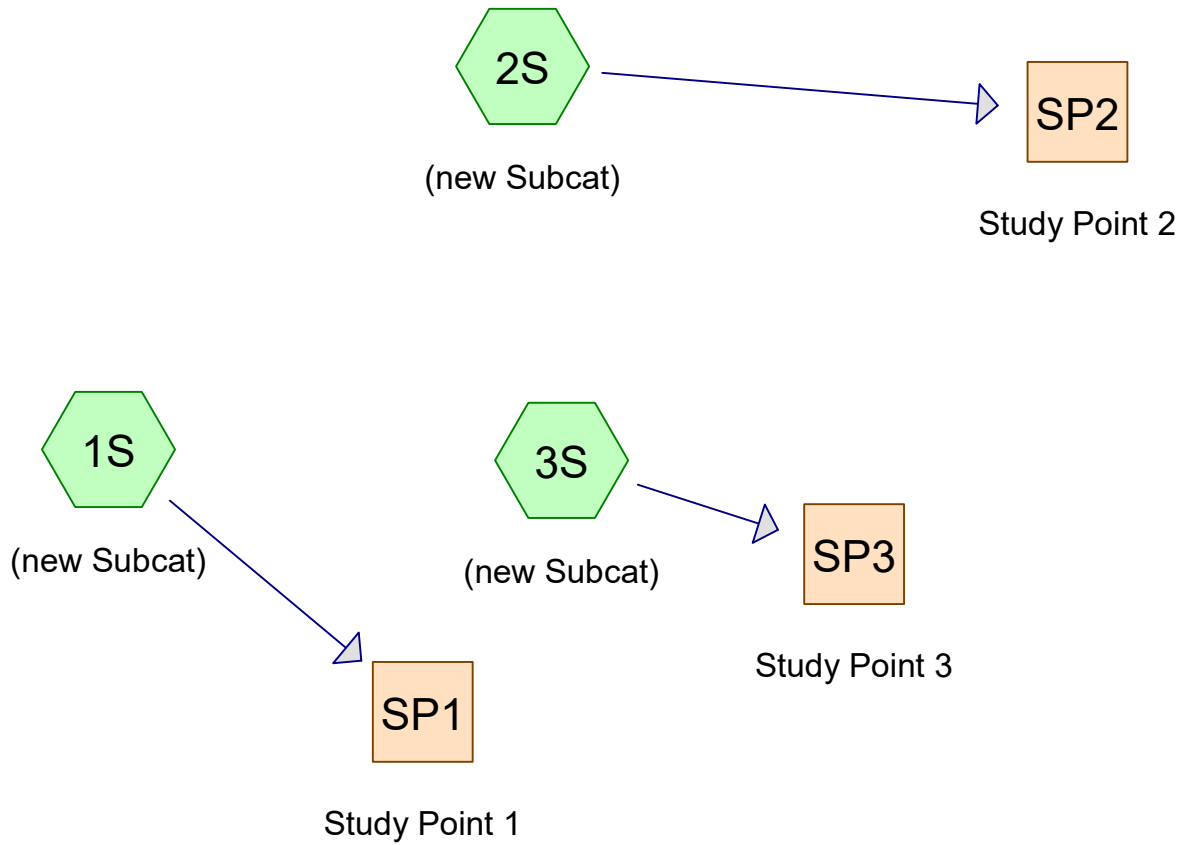 2S
(new Subcat)
SP2
Study Point 2
1S
(new Subcat)
3S
(new Subcat)
SP3
Study Point 3
SP1
Study Point 1